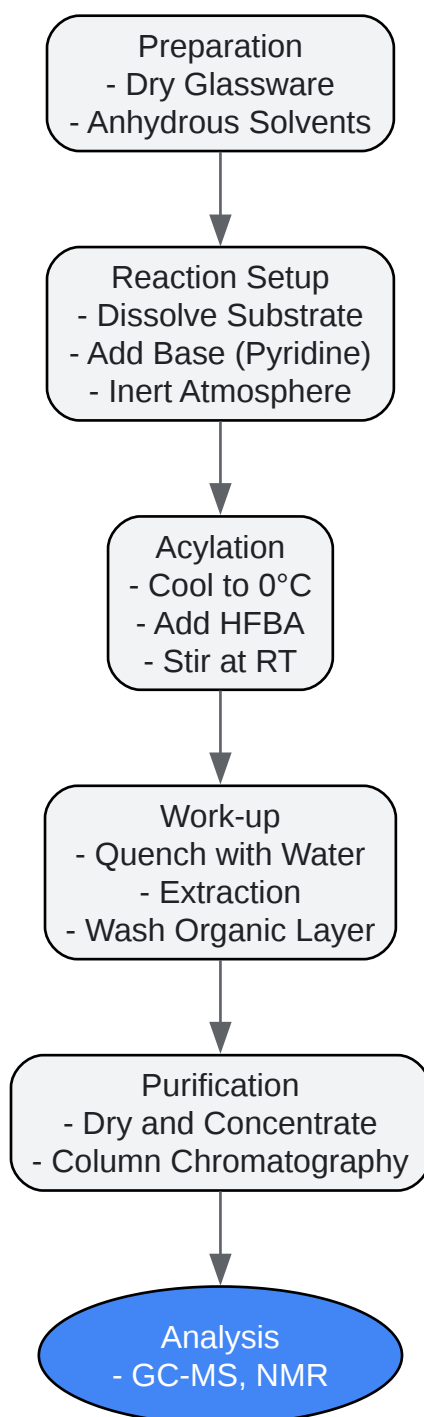 Preparation
- Dry Glassware
- Anhydrous Solvents
Reaction Setup
- Dissolve Substrate
- Add Base (Pyridine)
- Inert Atmosphere
Acylation
- Cool to 0°C
- Add HFBA
- Stir at RT
Work-up
- Quench with Water
- Extraction
- Wash Organic Layer
Purification
- Dry and Concentrate
- Column Chromatography
Analysis
- GC-MS, NMR